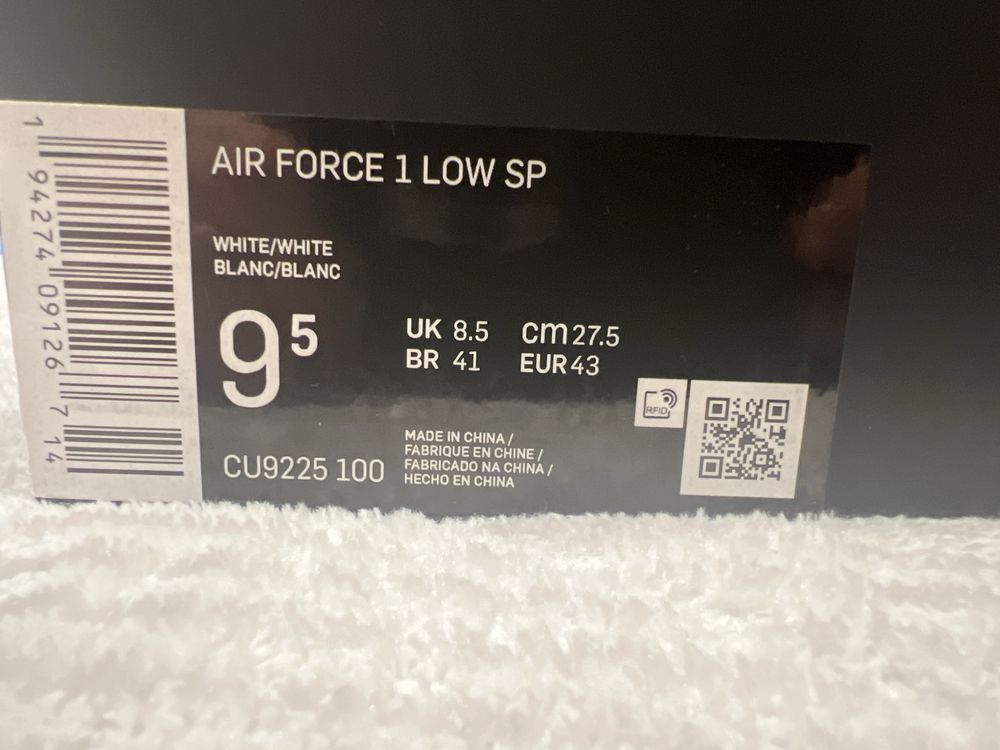 AIR FORCE 1 LOW SP
WHITE/WHITE
BLANC/BLANC
9 5
UK 8.5 cm 27.5
BR 41 EUR 43
CU9225 100
MADE IN CHINA /
FABRIQUE EN CHINE /
FABRICADO NA CHINA /
HECHO EN CHINA
RFID
1 94274 09126 7 14